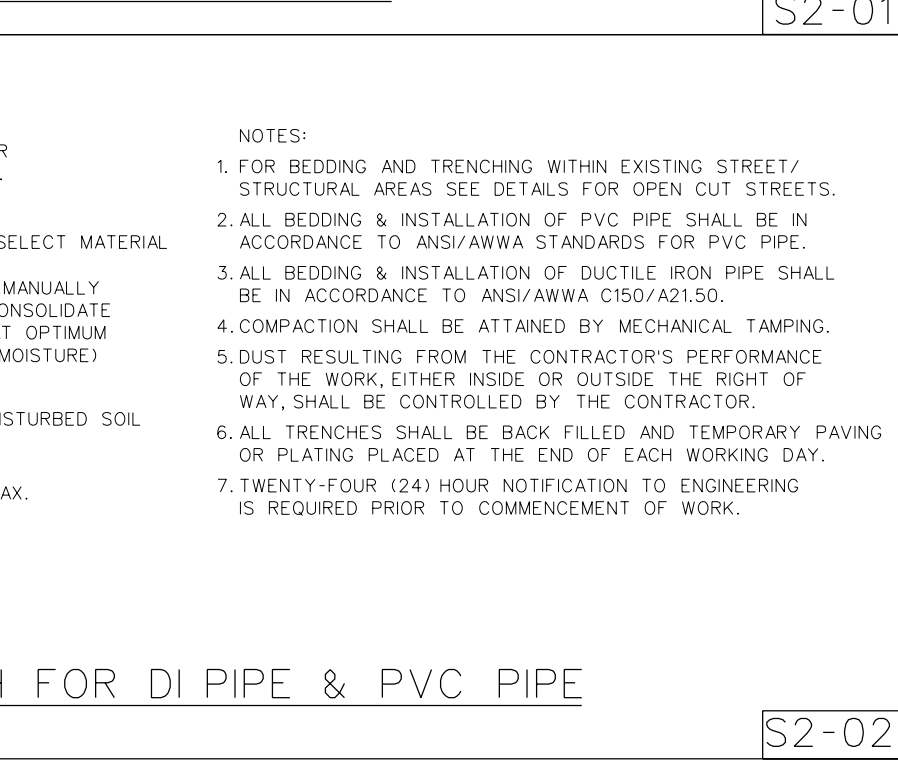 S2-01
R
.
SELECT MATERIAL
MANUALLY
ONSOLIDATE
T OPTIMUM
MOISTURE)
ISTURBED SOIL
AX.
NOTES:
1. FOR BEDDING AND TRENCHING WITHIN EXISTING STREET/
STRUCTURAL AREAS SEE DETAILS FOR OPEN CUT STREETS.
2. ALL BEDDING & INSTALLATION OF PVC PIPE SHALL BE IN
ACCORDANCE TO ANSI/AWWA STANDARDS FOR PVC PIPE.
3. ALL BEDDING & INSTALLATION OF DUCTILE IRON PIPE SHALL
BE IN ACCORDANCE TO ANSI/AWWA C150/A21.50.
4. COMPACTION SHALL BE ATTAINED BY MECHANICAL TAMPING.
5. DUST RESULTING FROM THE CONTRACTOR'S PERFORMANCE
OF THE WORK, EITHER INSIDE OR OUTSIDE THE RIGHT OF
WAY, SHALL BE CONTROLLED BY THE CONTRACTOR.
6. ALL TRENCHES SHALL BE BACK FILLED AND TEMPORARY PAVING
OR PLATING PLACED AT THE END OF EACH WORKING DAY.
7. TWENTY-FOUR (24) HOUR NOTIFICATION TO ENGINEERING
IS REQUIRED PRIOR TO COMMENCEMENT OF WORK.
H FOR DI PIPE & PVC PIPE
S2-02